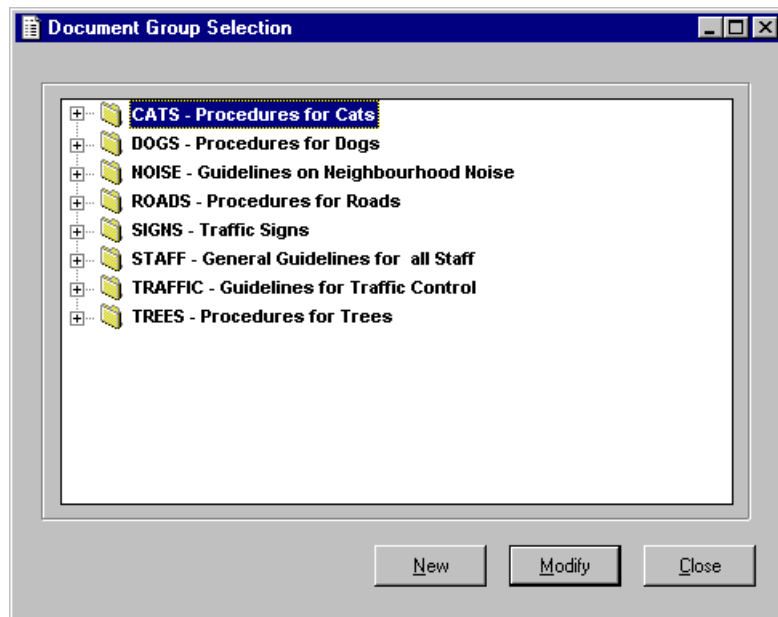 Document Group Selection
CATS - Procedures for Cats
DOGS - Procedures for Dogs
NOISE - Guidelines on Neighbourhood Noise
ROADS - Procedures for Roads
SIGNS - Traffic Signs
STAFF - General Guidelines for  all Staff
TRAFFIC - Guidelines for Traffic Control
TREES - Procedures for Trees
New Modify Close